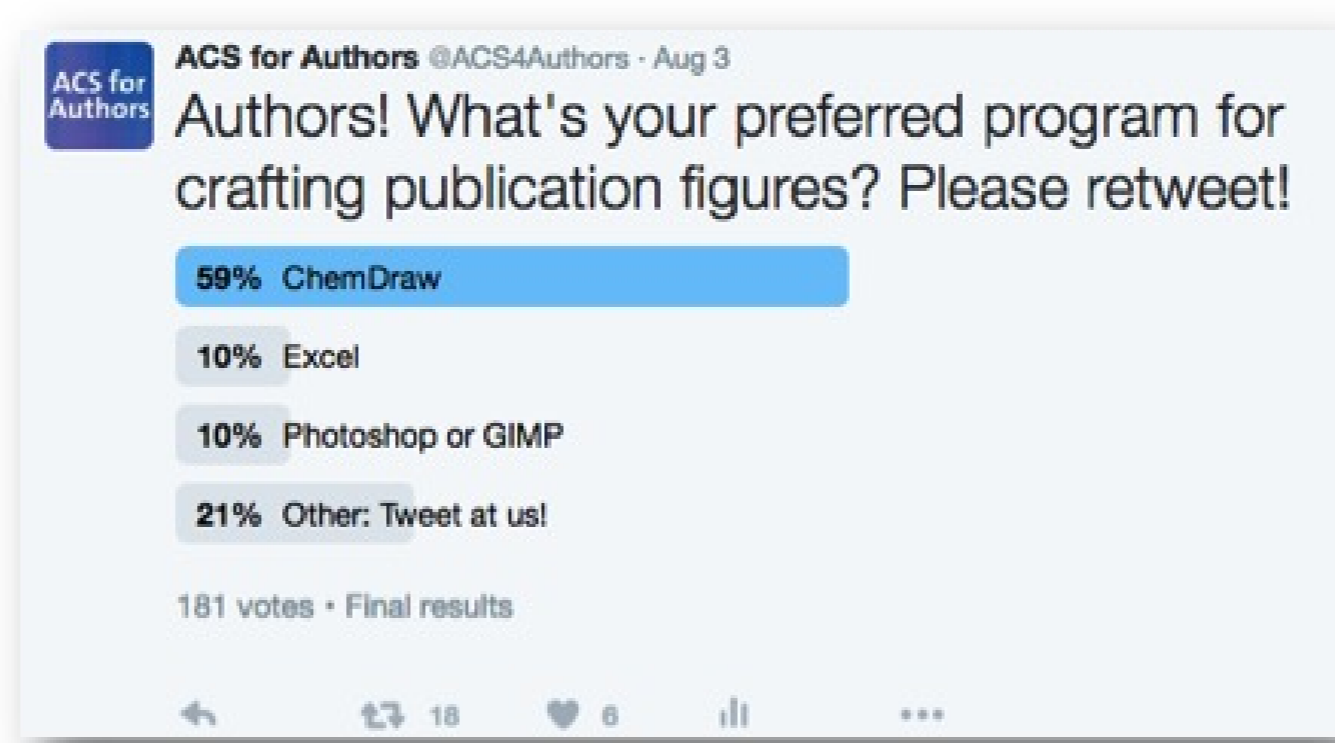 ACS for
Authors
ACS for Authors @ACS4Authors · Aug 3
Authors! What's your preferred program for
crafting publication figures? Please retweet!
59% ChemDraw
10% Excel
10% Photoshop or GIMP
21% Other: Tweet at us!
181 votes • Final results
18 6